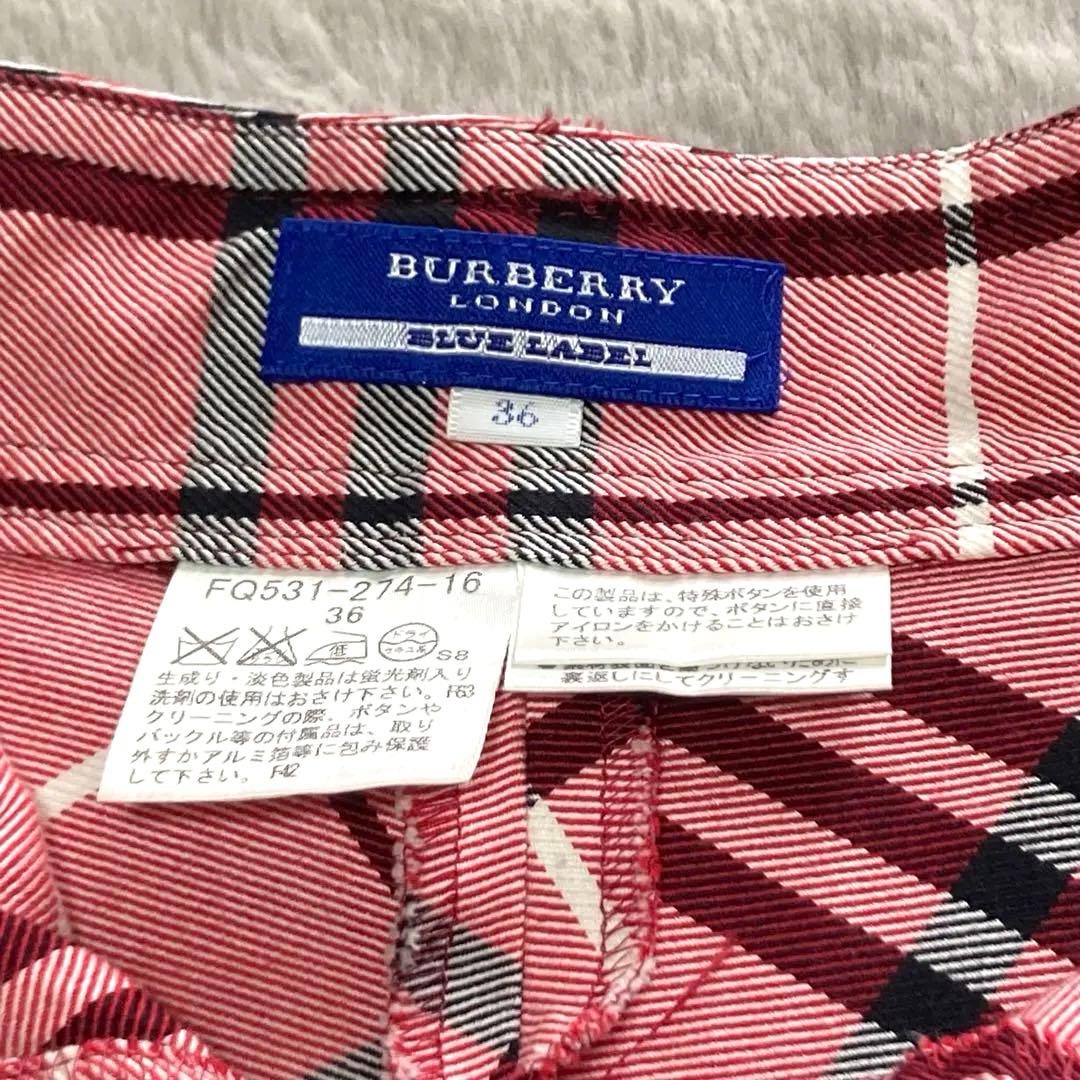 BURBERRY
LONDON
BLUE LABEL
36
FQ531-274-16
36
低
ドライ
S8
生成り・淡色製品は蛍光剤入り
洗剤の使用はおさけ下さい。F63
クリーニングの際、ボタンや
バックル等の付属品は、取り
外すかアルミ箔等に包み保護
して下さい。F42
この製品は、特殊ボタンを使用
していますので、ボタンに直接
アイロンをかけることはおさけ
下さい。
裏返しにしてクリーニングす